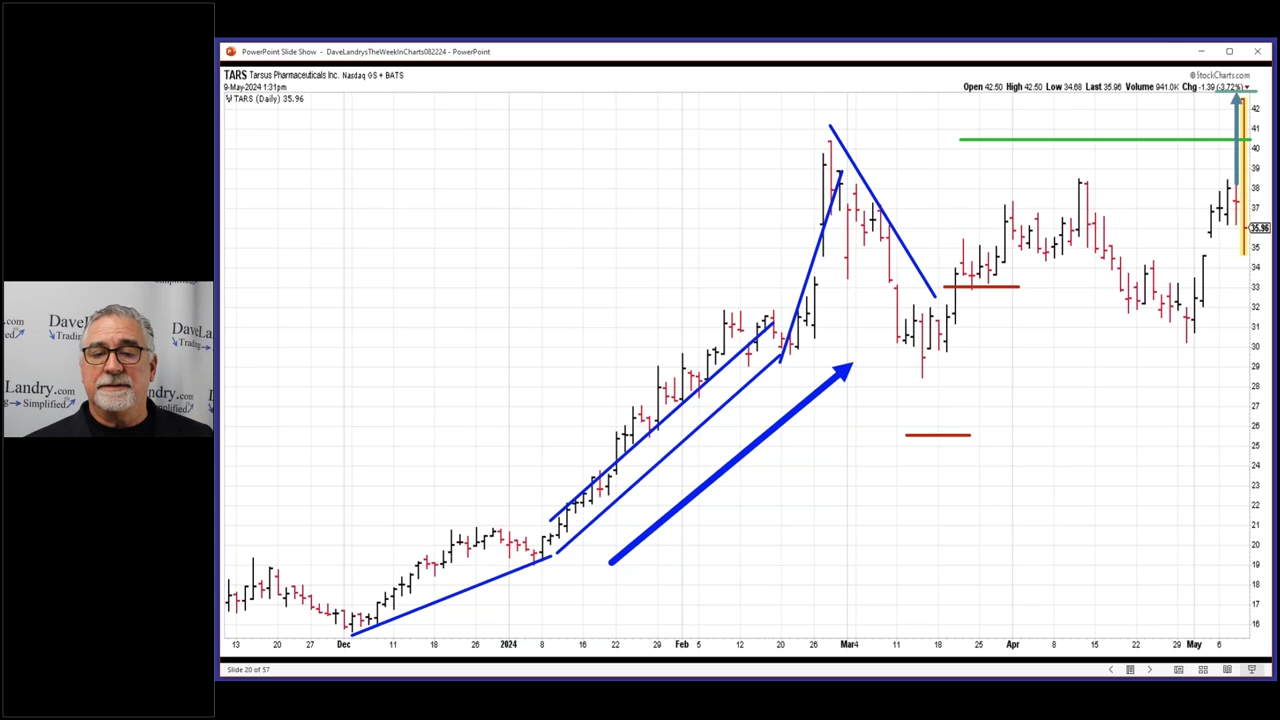 PowerPoint Slide Show - DaveLandrysTheWeekInCharts082224 - PowerPoint
TARS Tarsus Pharmaceuticals Inc. Nasdaq GS + BATS
© StockCharts.com
9-May-2024 1:31pm
Open 42.50 High 42.50 Low 34.68 Last 35.96 Volume 941.0K Chg -1.39 (-3.72%)
TARS (Daily) 35.96
42
41
40
39
38
37
35.96
35
34
33
32
31
30
29
28
27
26
25
24
23
22
21
20
19
18
17
16
13 20 27 Dec 11 18 26 2024 8 16 22 29 Feb 5 12 20 26 Mar 4 11 18 25 Apr 8 15 22 29 May 6
Slide 20 of 57
.com
DaveLa
Trading
Landry.com
Simplified